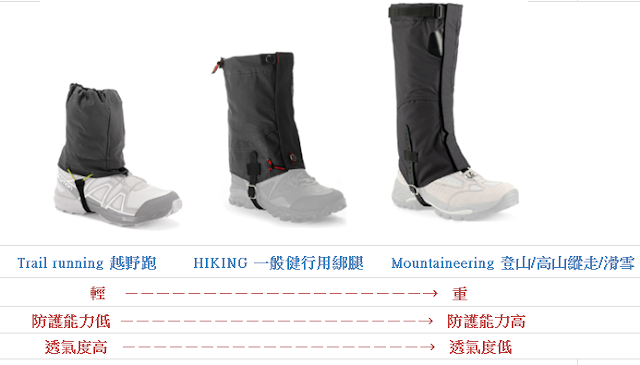 Trail running 越野跑 HIKING 一般健行用綁腿 Mountaineering 登山/高山縱走/滑雪
輕 重
防護能力低 防護能力高
透氣度高 透氣度低